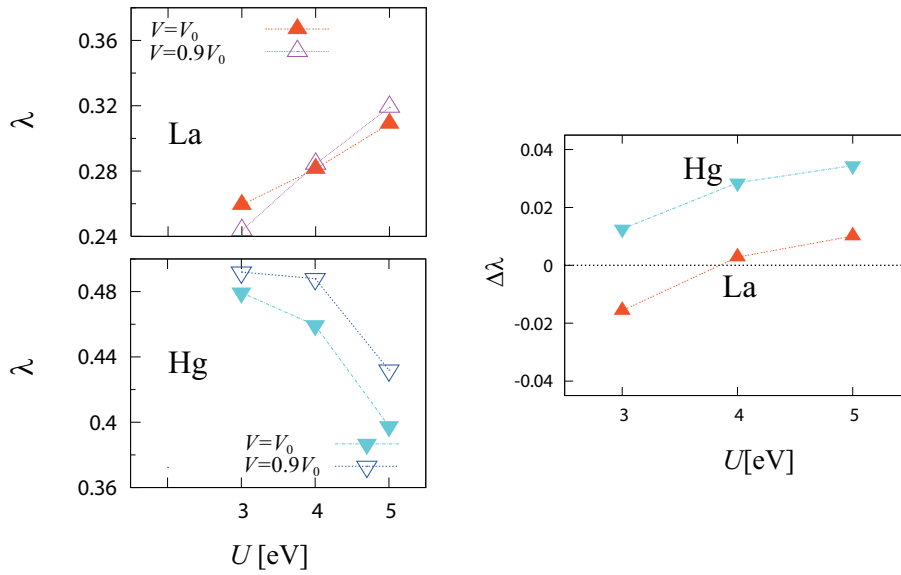 V=V₀
V=0.9V₀
0.36
0.32
0.28
0.24
λ
La
0.48
0.44
0.4
0.36
λ
Hg
V=V₀
V=0.9V₀
3 4 5
U [eV]
0.04
0.02
0
-0.02
-0.04
Δλ
Hg
La
3 4 5
U[eV]